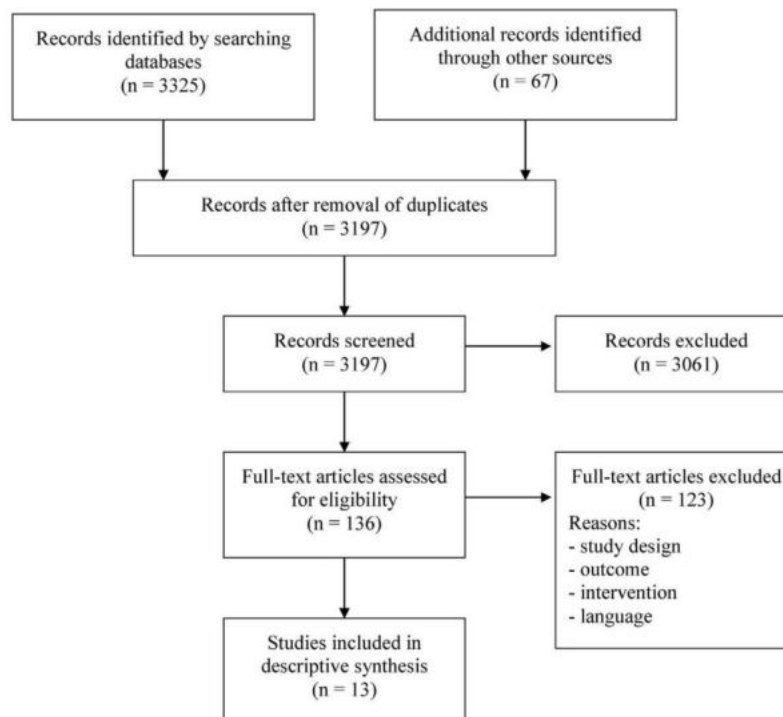 Records identified by searching
databases
(n = 3325)
Additional records identified
through other sources
(n = 67)
Records after removal of duplicates
(n = 3197)
Records screened
(n = 3197)
Records excluded
(n = 3061)
Full-text articles assessed
for eligibility
(n = 136)
Full-text articles excluded
(n = 123)
Reasons:
- study design
- outcome
- intervention
- language
Studies included in
descriptive synthesis
(n = 13)